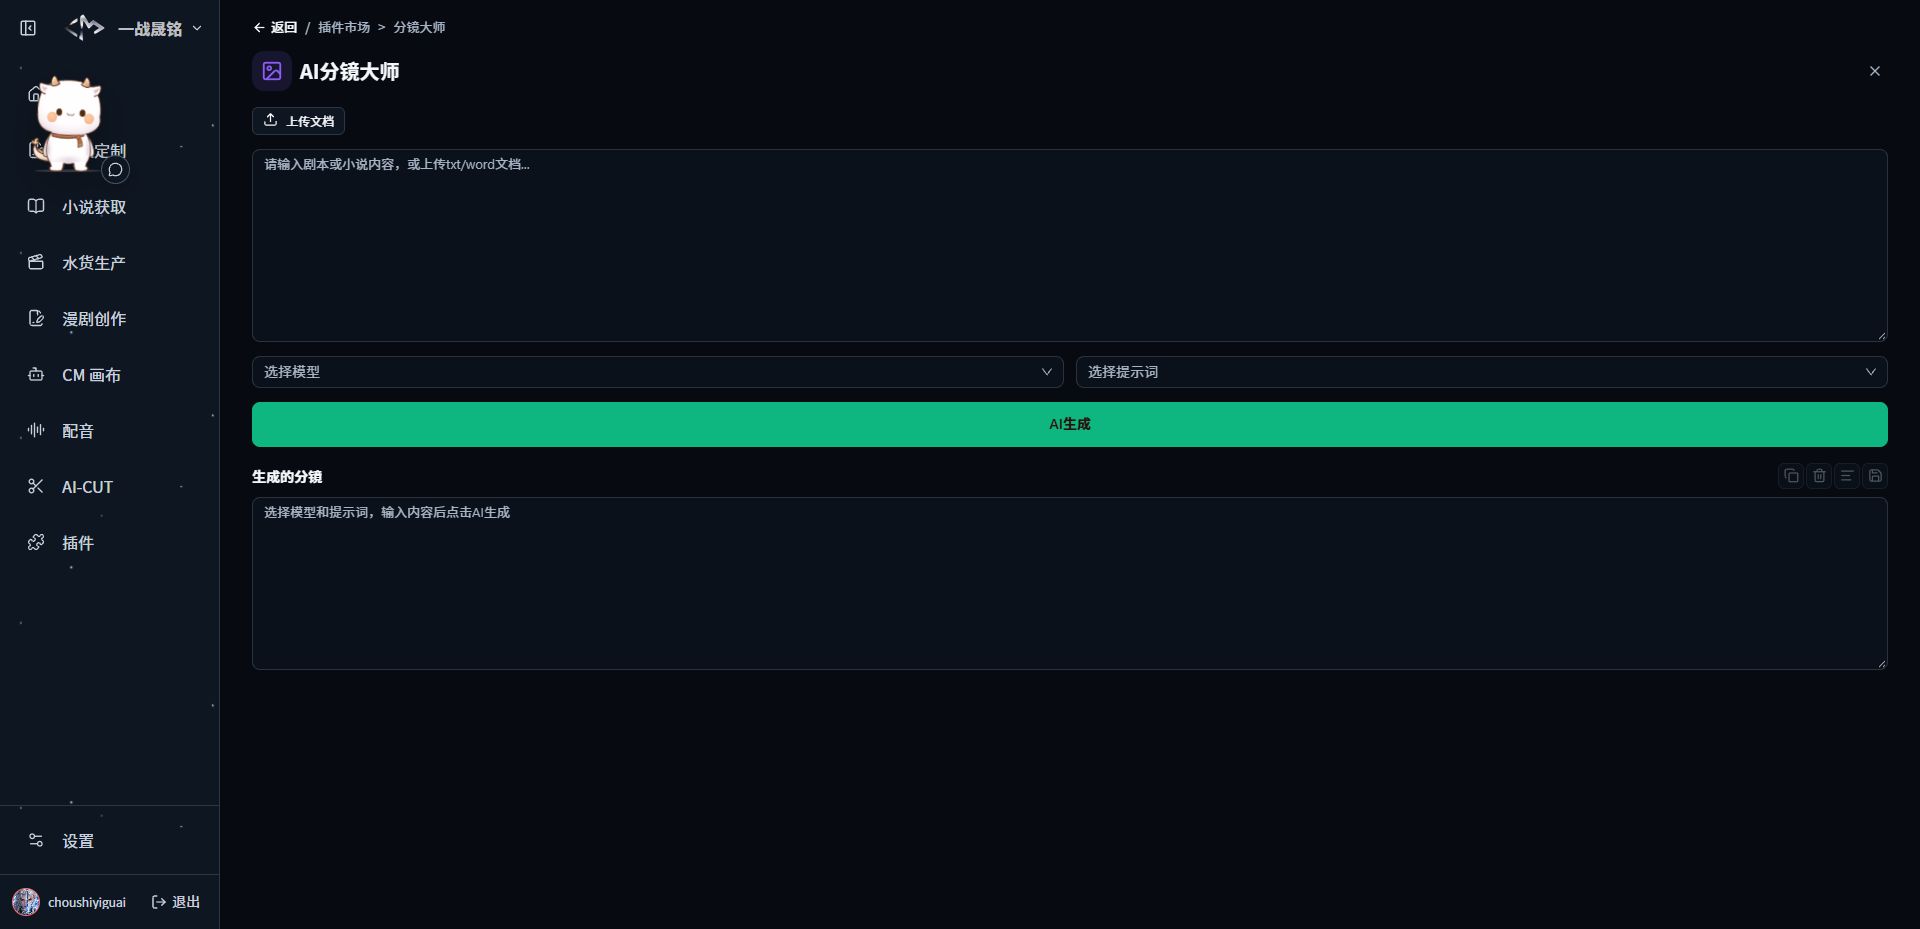 一战晟铭
定制
小说获取
水货生产
漫剧创作
CM 画布
配音
AI-CUT
插件
设置
choushiyiguai
退出
返回 / 插件市场 > 分镜大师
AI分镜大师
上传文档
请输入剧本或小说内容，或上传txt/word文档...
选择模型
选择提示词
AI生成
生成的分镜
选择模型和提示词，输入内容后点击AI生成